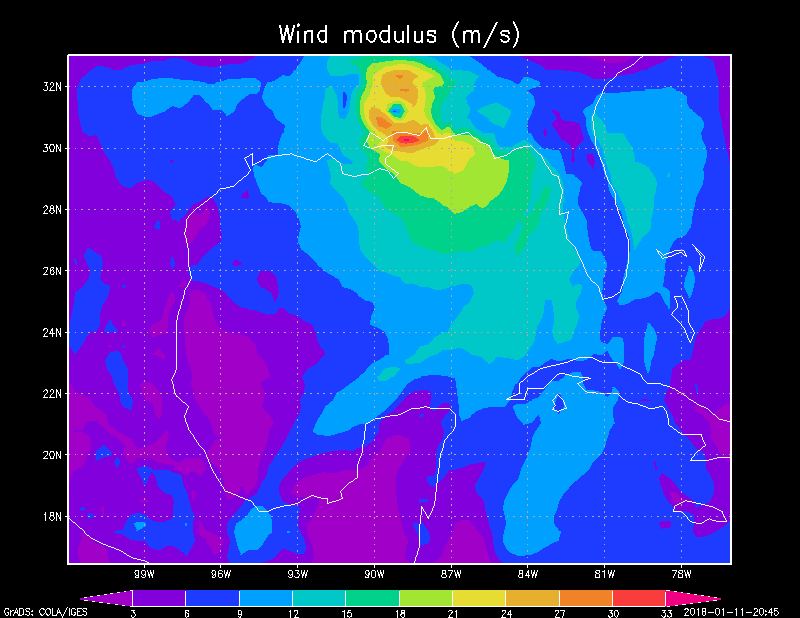 Wind modulus (m/s)
32N
30N
28N
26N
24N
22N
20N
18N
99W 96W 93W 90W 87W 84W 81W 78W
3 6 9 12 15 18 21 24 27 30 33
GrADS: COLA/IGES 2018-01-11-20:45